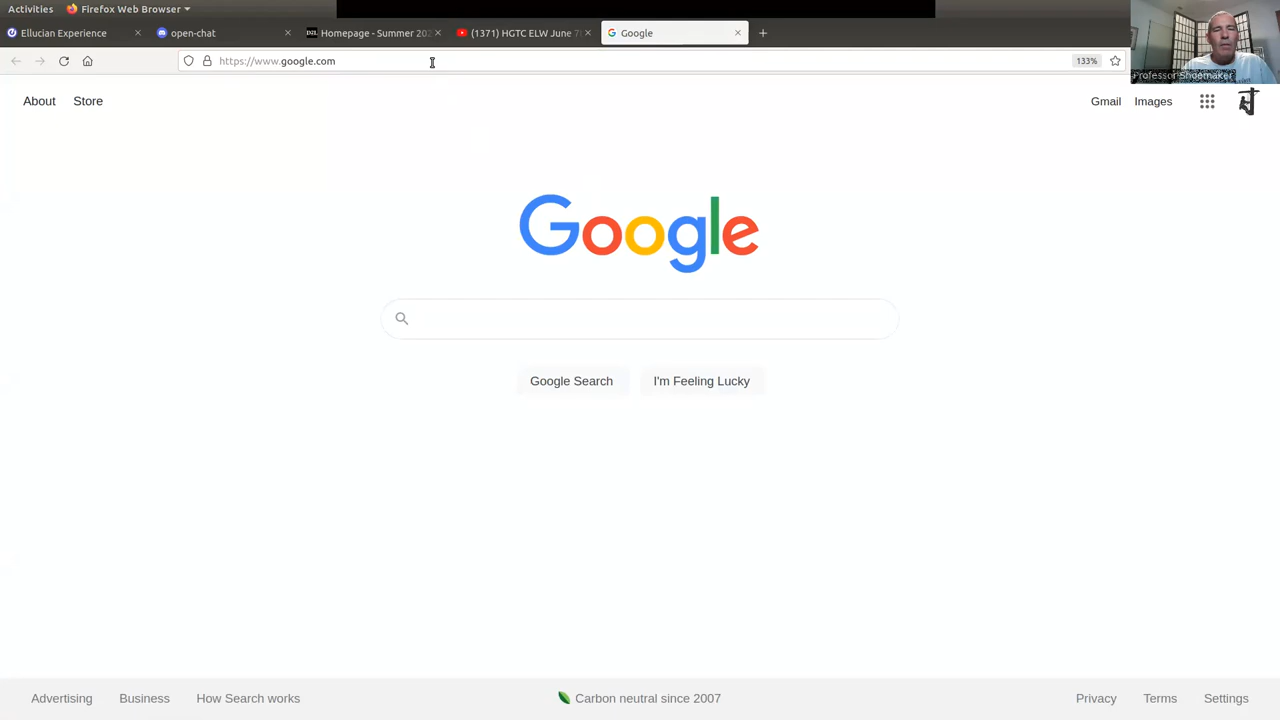 Activities Firefox Web Browser
Ellucian Experience open-chat Homepage - Summer 202 (1371) HGTC ELW June 7 Google
https://www.google.com 133%
Professor Shoemaker
About Store Gmail Images
Google
Google Search I'm Feeling Lucky
Advertising Business How Search works Carbon neutral since 2007 Privacy Terms Settings